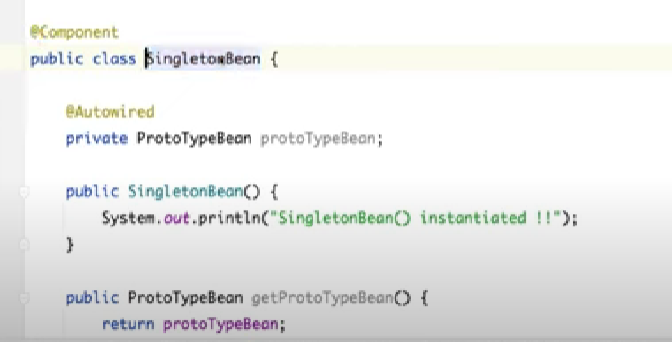 @Component
public class SingletonBean {
@Autowired
private ProtoTypeBean protoTypeBean;
public SingletonBean() {
System.out.println("SingletonBean() instantiated !!");
}
public ProtoTypeBean getProtoTypeBean() {
return protoTypeBean;